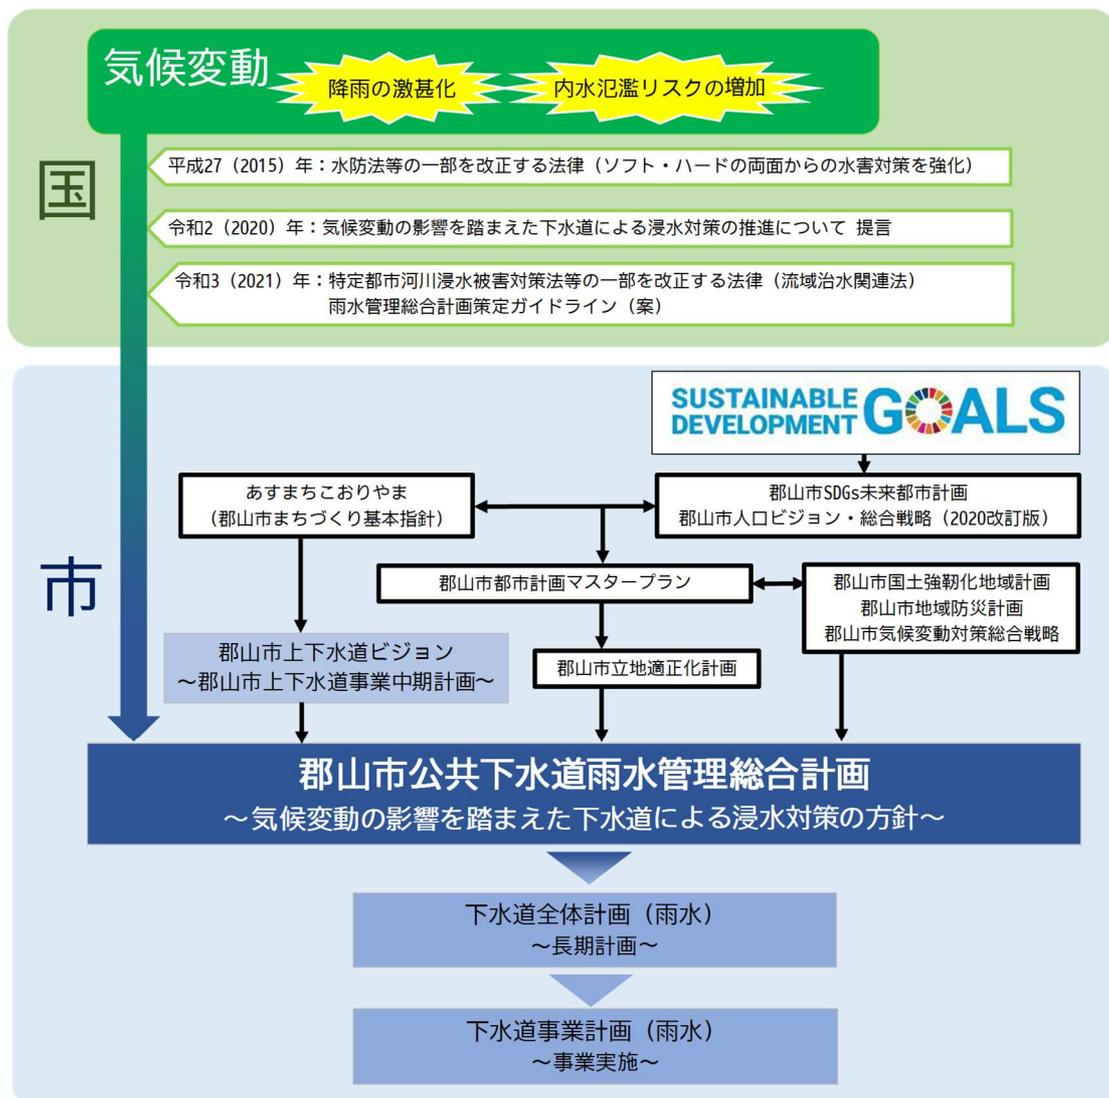 気候変動
降雨の激甚化
内水氾濫リスクの増加
国
平成27（2015）年：水防法等の一部を改正する法律（ソフト・ハードの両面からの水害対策を強化）
令和2（2020）年：気候変動の影響を踏まえた下水道による浸水対策の推進について 提言
令和3（2021）年：特定都市河川浸水被害対策法等の一部を改正する法律（流域治水関連法）
雨水管理総合計画策定ガイドライン（案）
市
SUSTAINABLE
DEVELOPMENT
GOALS
あすまちこおりやま
（郡山市まちづくり基本指針）
郡山市SDGs未来都市計画
郡山市人口ビジョン・総合戦略（2020改訂版）
郡山市都市計画マスタープラン
郡山市国土強靭化地域計画
郡山市地域防災計画
郡山市気候変動対策総合戦略
郡山市上下水道ビジョン
～郡山市上下水道事業中期計画～
郡山市立地適正化計画
郡山市公共下水道雨水管理総合計画
～気候変動の影響を踏まえた下水道による浸水対策の方針～
下水道全体計画（雨水）
～長期計画～
下水道事業計画（雨水）
～事業実施～